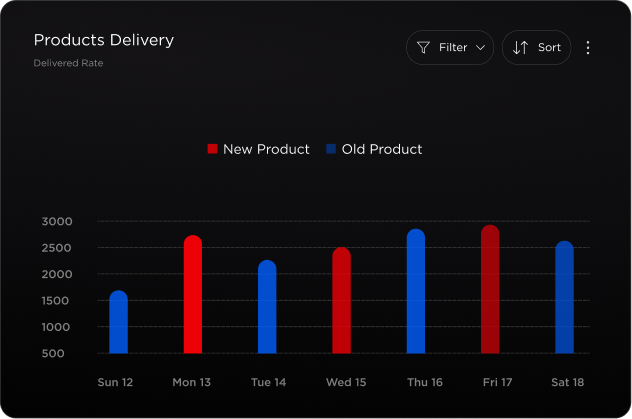 Products Delivery
Delivered Rate
Filter
Sort
New Product
Old Product
3000
2500
2000
1500
1000
500
Sun 12
Mon 13
Tue 14
Wed 15
Thu 16
Fri 17
Sat 18